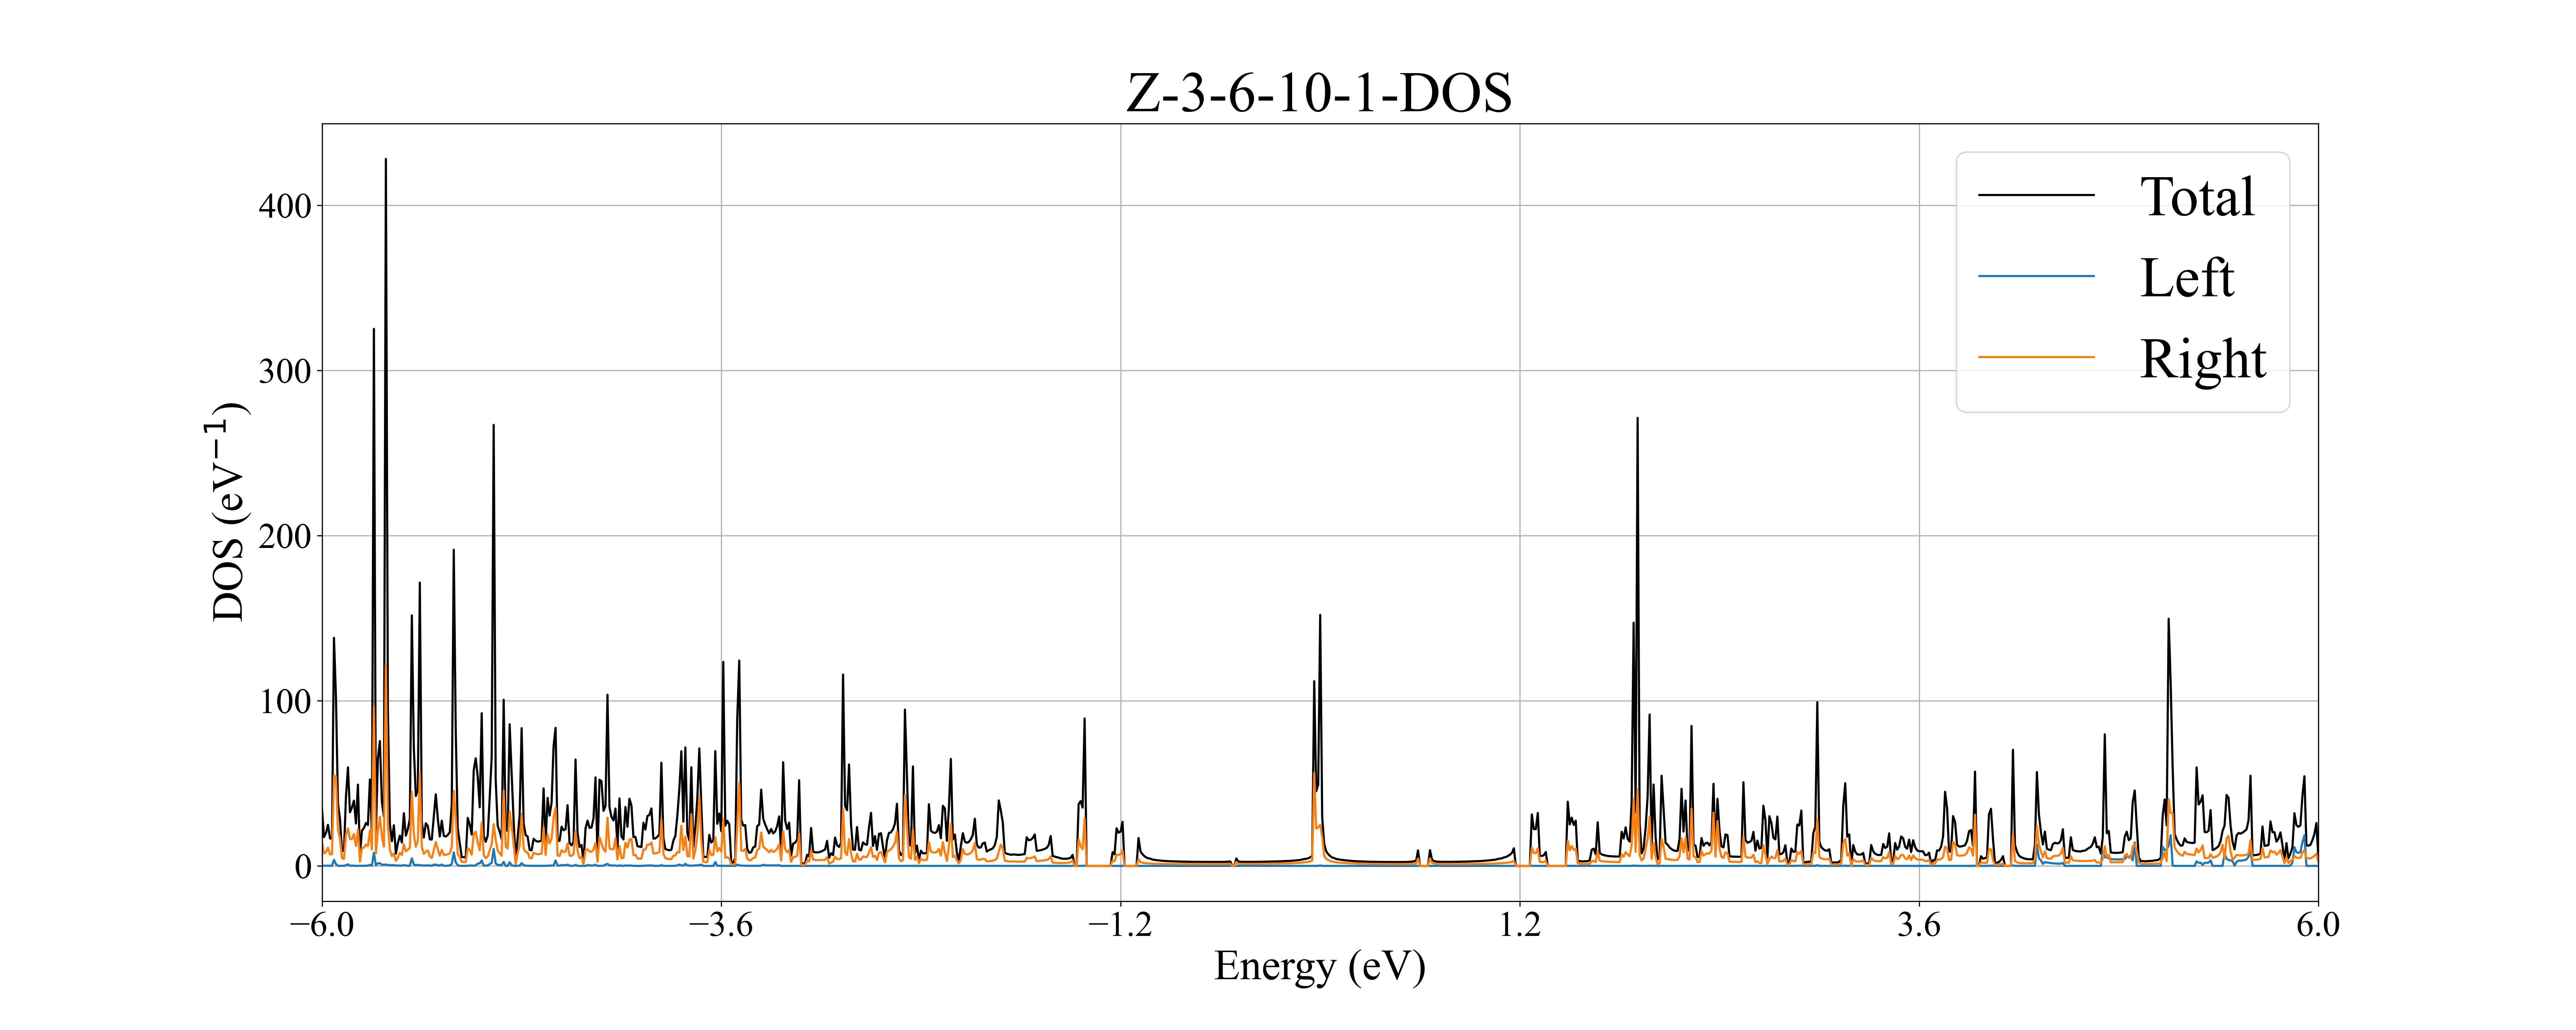 Z-3-6-10-1-DOS
DOS (eV⁻¹)
400
300
200
100
0
Total
Left
Right
−6.0 −3.6 −1.2 1.2 3.6 6.0
Energy (eV)